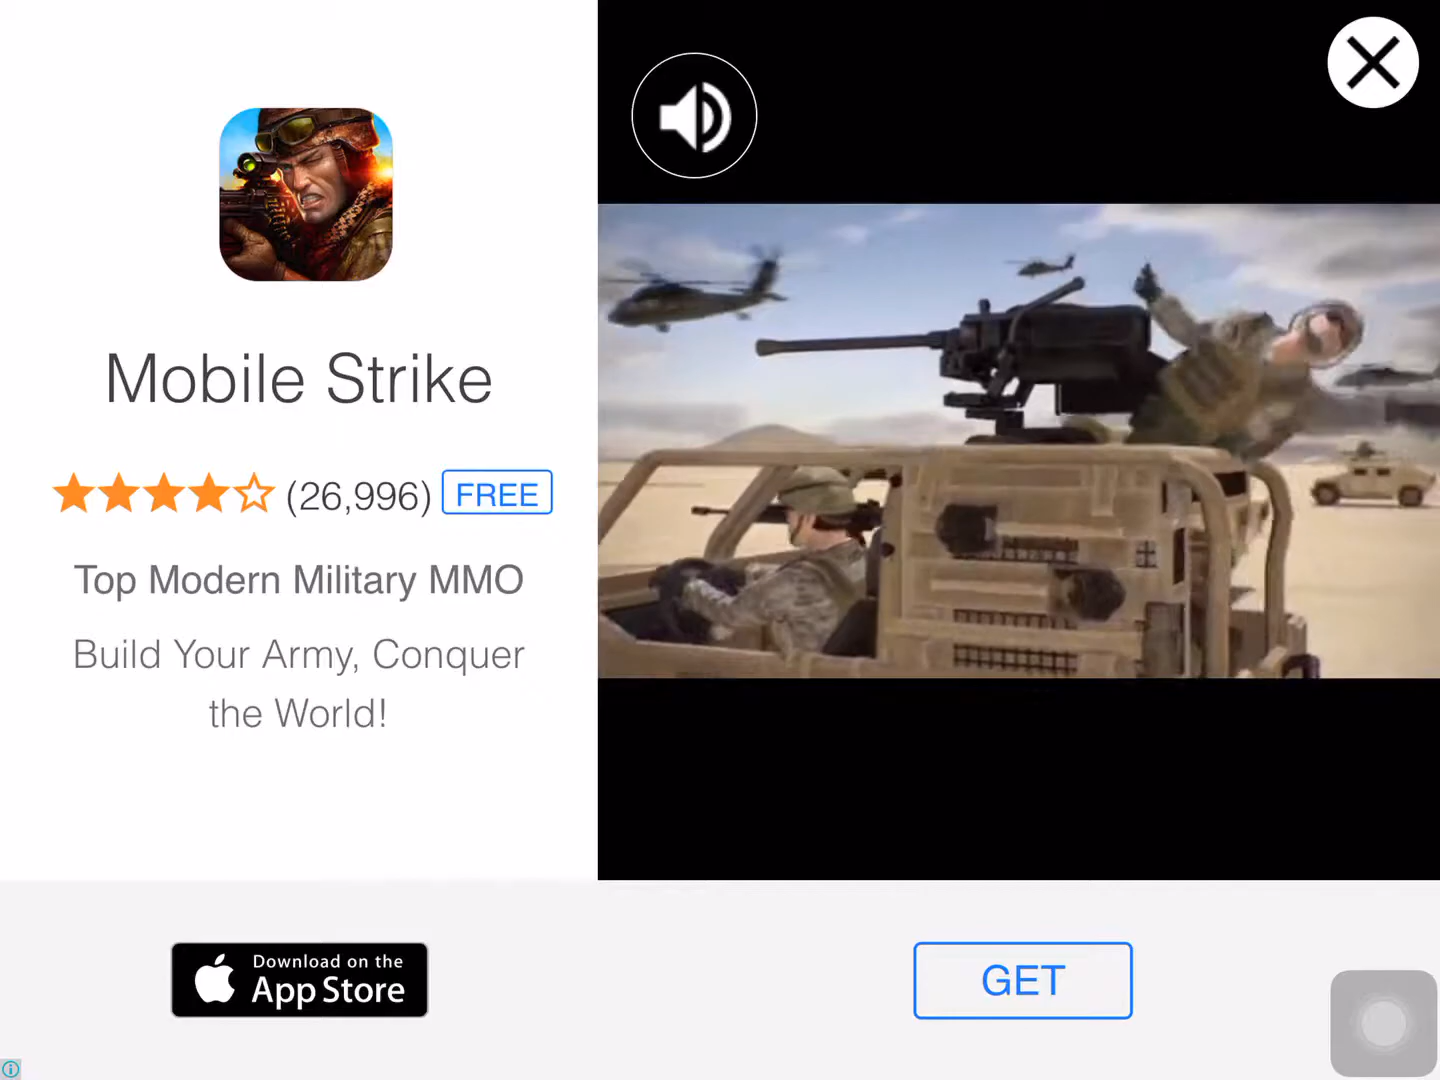 Mobile Strike
(26,996) FREE
Top Modern Military MMO
Build Your Army, Conquer
the World!
Download on the
App Store
GET